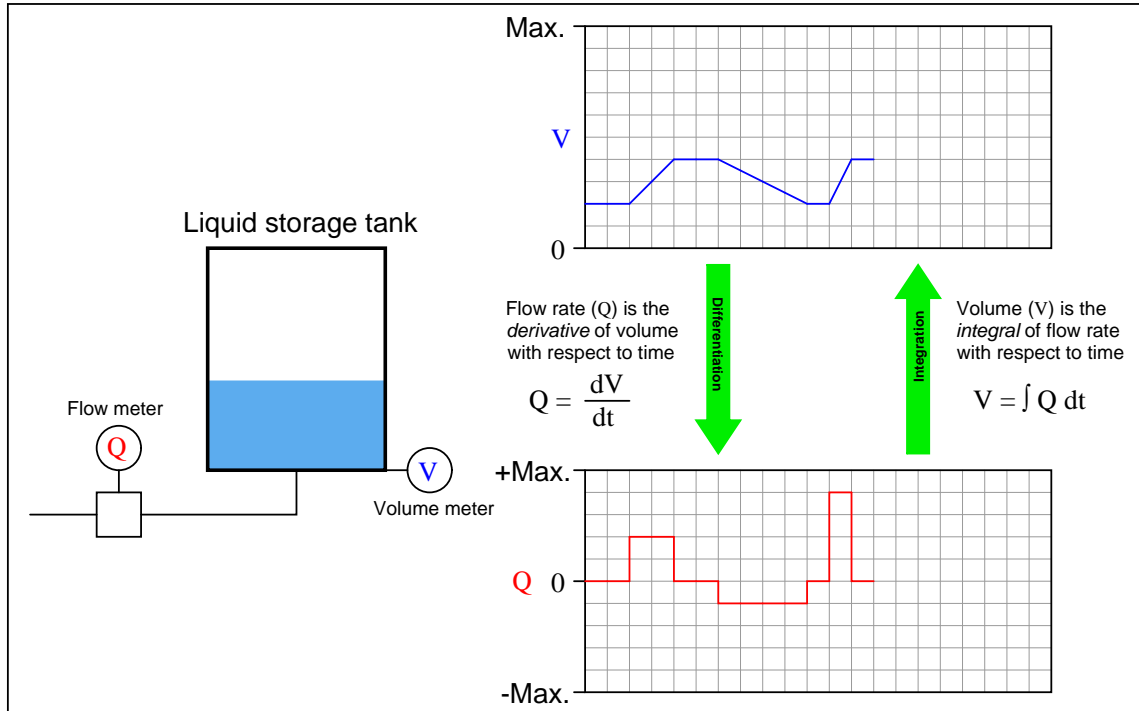 Max.
V
0
Liquid storage tank
Flow meter
Q
V
Volume meter
Flow rate (Q) is the
derivative of volume
with respect to time
Q = dV
dt
Differentiation
Integration
Volume (V) is the
integral of flow rate
with respect to time
V = ∫ Q dt
+Max.
Q 0
-Max.